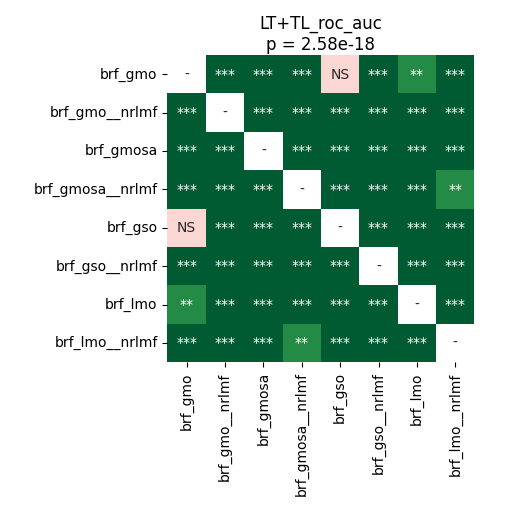 LT+TL_roc_auc
p = 2.58e-18
brf_gmo - *** *** *** NS *** ** ***
brf_gmo__nrlmf *** - *** *** *** *** *** ***
brf_gmosa *** *** - *** *** *** *** ***
brf_gmosa__nrlmf *** *** *** - *** *** *** **
brf_gso NS *** *** *** - *** *** ***
brf_gso__nrlmf *** *** *** *** *** - *** ***
brf_lmo ** *** *** *** *** *** - ***
brf_lmo__nrlmf *** *** *** ** *** *** *** -
brf_gmo
brf_gmo__nrlmf
brf_gmosa
brf_gmosa__nrlmf
brf_gso
brf_gso__nrlmf
brf_lmo
brf_lmo__nrlmf